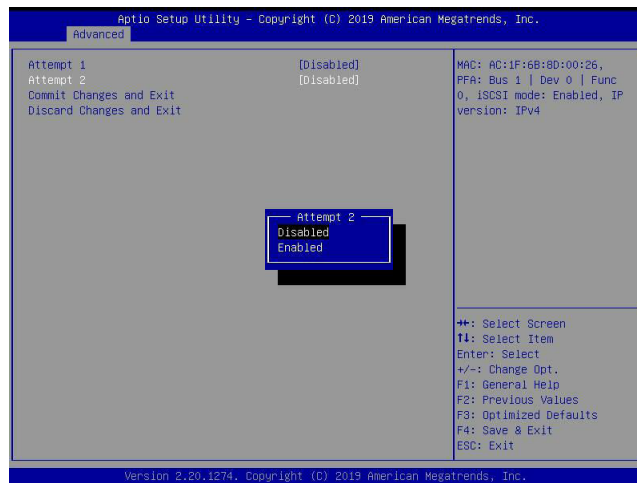 Aptio Setup Utility – Copyright (C) 2019 American Megatrends, Inc.
Advanced
Attempt 1 [Disabled]
Attempt 2 [Disabled]
Commit Changes and Exit
Discard Changes and Exit
MAC: AC:1F:6B:8D:00:26,
PFA: Bus 1 | Dev 0 | Func
0, iSCSI mode: Enabled, IP
version: IPv4
Attempt 2
Disabled
Enabled
→←: Select Screen
↑↓: Select Item
Enter: Select
+/-: Change Opt.
F1: General Help
F2: Previous Values
F3: Optimized Defaults
F4: Save & Exit
ESC: Exit
Version 2.20.1274. Copyright (C) 2019 American Megatrends, Inc.